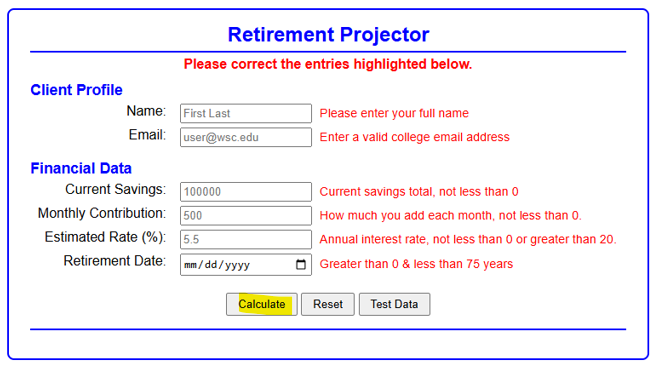 Retirement Projector
Please correct the entries highlighted below.
Client Profile
Name: First Last Please enter your full name
Email: user@wsc.edu Enter a valid college email address
Financial Data
Current Savings: 100000 Current savings total, not less than 0
Monthly Contribution: 500 How much you add each month, not less than 0.
Estimated Rate (%): 5.5 Annual interest rate, not less than 0 or greater than 20.
Retirement Date: mm/dd/yyyy Greater than 0 & less than 75 years
Calculate Reset Test Data